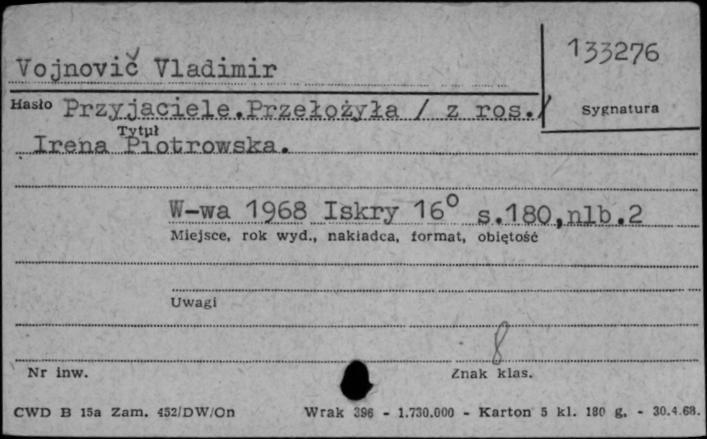 133276
Vojnovič Vladimir
Hasło Przyjaciele.Przełożyła / z ros./
Sygnatura
Tytuł
Irena Piotrowska.
W-wa 1968 Iskry 16° s.180,nlb.2
Miejsce, rok wyd., nakładca, format, objętość
Uwagi
8
Nr inw.
Znak klas.
CWD B 15a Zam. 452/DW/On
Wrak 396 - 1.730.000 - Karton 5 kl. 180 g. - 30.4.68.